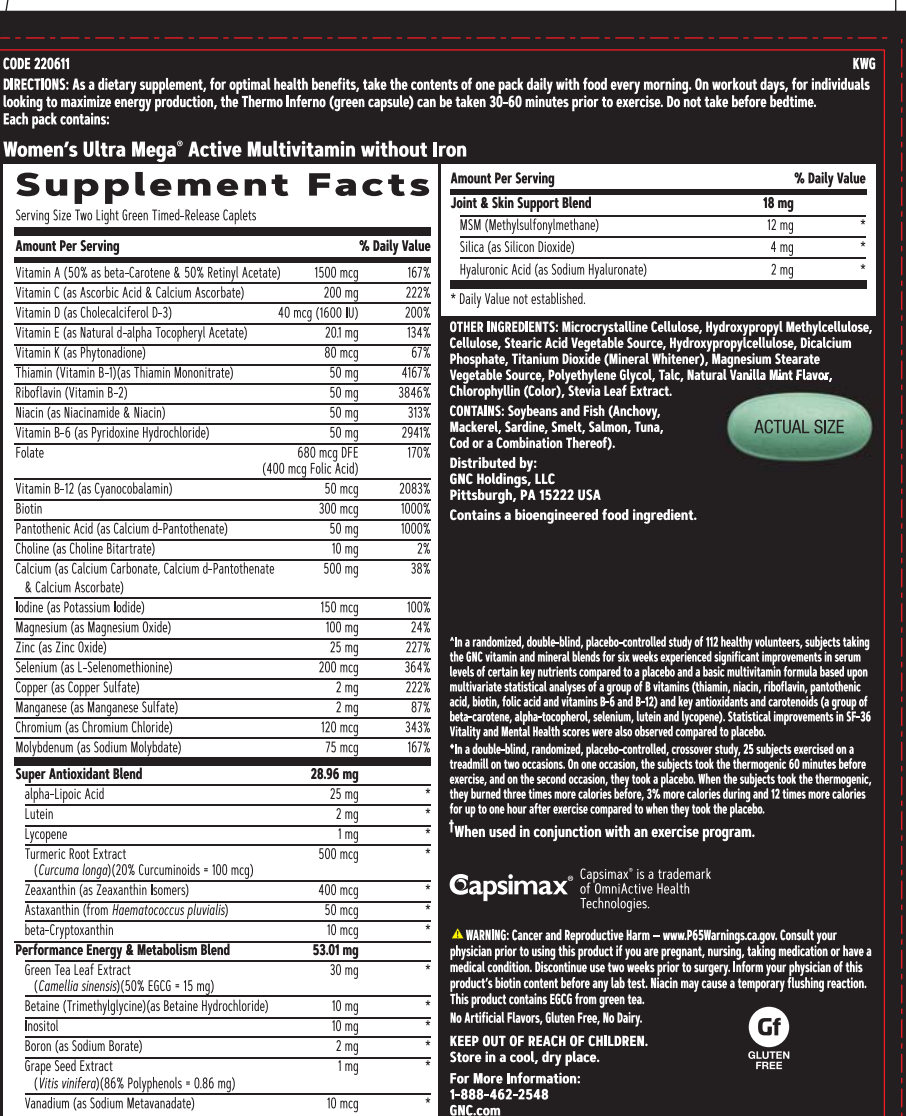 CODE 220611
KWG
DIRECTIONS: As a dietary supplement, for optimal health benefits, take the contents of one pack daily with food every morning. On workout days, for individuals
looking to maximize energy production, the Thermo Inferno (green capsule) can be taken 30-60 minutes prior to exercise. Do not take before bedtime.
Each pack contains:
Women's Ultra Mega® Active Multivitamin without Iron
Supplement Facts
Serving Size Two Light Green Timed-Release Caplets
Amount Per Serving % Daily Value
Vitamin A (50% as beta-Carotene & 50% Retinyl Acetate) 1500 mcg 167%
Vitamin C (as Ascorbic Acid & Calcium Ascorbate) 200 mg 222%
Vitamin D (as Cholecalciferol D-3) 40 mcg (1600 IU) 200%
Vitamin E (as Natural d-alpha Tocopheryl Acetate) 20.1 mg 134%
Vitamin K (as Phytonadione) 80 mcg 67%
Thiamin (Vitamin B-1)(as Thiamin Mononitrate) 50 mg 4167%
Riboflavin (Vitamin B-2) 50 mg 3846%
Niacin (as Niacinamide & Niacin) 50 mg 313%
Vitamin B-6 (as Pyridoxine Hydrochloride) 50 mg 2941%
Folate 680 mcg DFE 170%
(400 mcg Folic Acid)
Vitamin B-12 (as Cyanocobalamin) 50 mcg 2083%
Biotin 300 mcg 1000%
Pantothenic Acid (as Calcium d-Pantothenate) 50 mg 1000%
Choline (as Choline Bitartrate) 10 mg 2%
Calcium (as Calcium Carbonate, Calcium d-Pantothenate 500 mg 38%
& Calcium Ascorbate)
Iodine (as Potassium Iodide) 150 mcg 100%
Magnesium (as Magnesium Oxide) 100 mg 24%
Zinc (as Zinc Oxide) 25 mg 227%
Selenium (as L-Selenomethionine) 200 mcg 364%
Copper (as Copper Sulfate) 2 mg 222%
Manganese (as Manganese Sulfate) 2 mg 87%
Chromium (as Chromium Chloride) 120 mcg 343%
Molybdenum (as Sodium Molybdate) 75 mcg 167%
Super Antioxidant Blend 28.96 mg
alpha-Lipoic Acid 25 mg *
Lutein 2 mg *
Lycopene 1 mg *
Turmeric Root Extract 500 mcg *
(Curcuma longa)(20% Curcuminoids = 100 mcg)
Zeaxanthin (as Zeaxanthin Isomers) 400 mcg *
Astaxanthin (from Haematococcus pluvialis) 50 mcg *
beta-Cryptoxanthin 10 mcg *
Performance Energy & Metabolism Blend 53.01 mg
Green Tea Leaf Extract 30 mg *
(Camellia sinensis)(50% EGCG = 15 mg)
Betaine (Trimethylglycine)(as Betaine Hydrochloride) 10 mg *
Inositol 10 mg *
Boron (as Sodium Borate) 2 mg *
Grape Seed Extract 1 mg *
(Vitis vinifera)(86% Polyphenols = 0.86 mg)
Vanadium (as Sodium Metavanadate) 10 mcg *
Amount Per Serving % Daily Value
Joint & Skin Support Blend 18 mg
MSM (Methylsulfonylmethane) 12 mg *
Silica (as Silicon Dioxide) 4 mg *
Hyaluronic Acid (as Sodium Hyaluronate) 2 mg *
* Daily Value not established.
OTHER INGREDIENTS: Microcrystalline Cellulose, Hydroxypropyl Methylcellulose,
Cellulose, Stearic Acid Vegetable Source, Hydroxypropylcellulose, Dicalcium
Phosphate, Titanium Dioxide (Mineral Whitener), Magnesium Stearate
Vegetable Source, Polyethylene Glycol, Talc, Natural Vanilla Mint Flavor,
Chlorophyllin (Color), Stevia Leaf Extract.
CONTAINS: Soybeans and Fish (Anchovy,
Mackerel, Sardine, Smelt, Salmon, Tuna,
Cod or a Combination Thereof).
ACTUAL SIZE
Distributed by:
GNC Holdings, LLC
Pittsburgh, PA 15222 USA
Contains a bioengineered food ingredient.
^In a randomized, double-blind, placebo-controlled study of 112 healthy volunteers, subjects taking
the GNC vitamin and mineral blends for six weeks experienced significant improvements in serum
levels of certain key nutrients compared to a placebo and a basic multivitamin formula based upon
multivariate statistical analyses of a group of B vitamins (thiamin, niacin, riboflavin, pantothenic
acid, biotin, folic acid and vitamins B-6 and B-12) and key antioxidants and carotenoids (a group of
beta-carotene, alpha-tocopherol, selenium, lutein and lycopene). Statistical improvements in SF-36
Vitality and Mental Health scores were also observed compared to placebo.
*In a double-blind, randomized, placebo-controlled, crossover study, 25 subjects exercised on a
treadmill on two occasions. On one occasion, the subjects took the thermogenic 60 minutes before
exercise, and on the second occasion, they took a placebo. When the subjects took the thermogenic,
they burned three times more calories before, 3% more calories during and 12 times more calories
for up to one hour after exercise compared to when they took the placebo.
†When used in conjunction with an exercise program.
Capsimax®
Capsimax® is a trademark
of OmniActive Health
Technologies.
⚠ WARNING: Cancer and Reproductive Harm – www.P65Warnings.ca.gov. Consult your
physician prior to using this product if you are pregnant, nursing, taking medication or have a
medical condition. Discontinue use two weeks prior to surgery. Inform your physician of this
product's biotin content before any lab test. Niacin may cause a temporary flushing reaction.
This product contains EGCG from green tea.
No Artificial Flavors, Gluten Free, No Dairy.
KEEP OUT OF REACH OF CHILDREN.
Store in a cool, dry place.
For More Information:
1-888-462-2548
GNC.com
Gf
GLUTEN
FREE